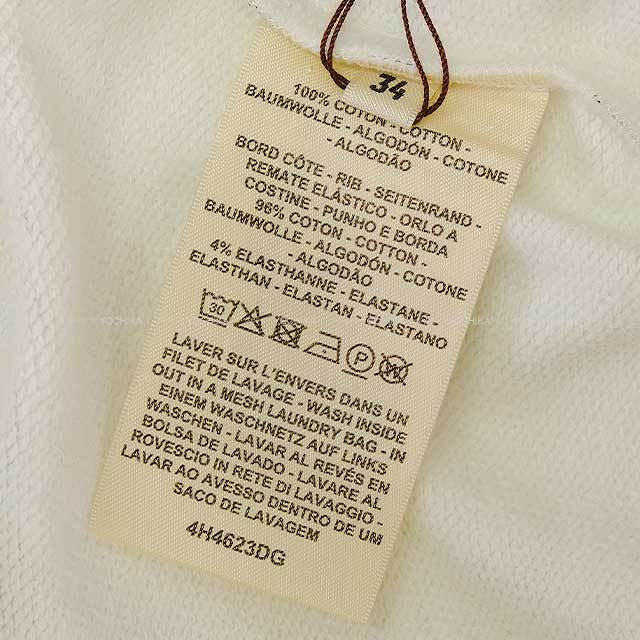 34
100% COTON - COTTON -
BAUMWOLLE - ALGODÓN - COTONE
- ALGODÃO
BORD CÔTE - RIB - SEITENRAND -
REMATE ELÁSTICO - ORLO A
COSTINE - PUNHO E BORDA
96% COTON - COTTON -
BAUMWOLLE - ALGODÓN - COTONE
- ALGODÃO
4% ELASTHANNE - ELASTANE -
ELASTHAN - ELASTAN - ELASTANO
30 P W
LAVER SUR L'ENVERS DANS UN
FILET DE LAVAGE - WASH INSIDE
OUT IN A MESH LAUNDRY BAG - IN
EINEM WASCHNETZ AUF LINKS
WASCHEN - LAVAR AL REVÉS EN
BOLSA DE LAVADO - LAVARE AL
ROVESCIO IN RETE DI LAVAGGIO -
LAVAR AO AVESSO DENTRO DE UM
SACO DE LAVAGEM
4H4623DG